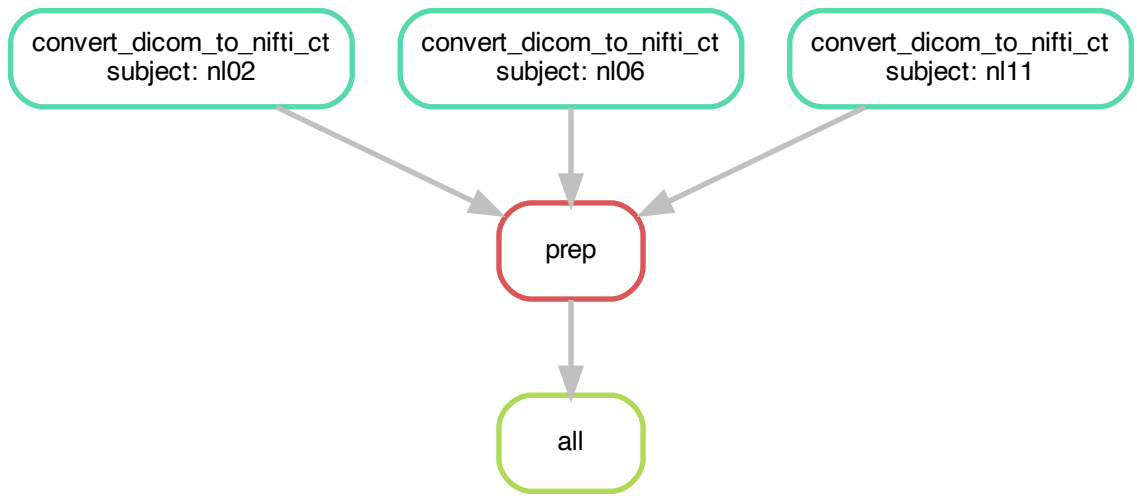 convert_dicom_to_nifti_ct
subject: nl02
convert_dicom_to_nifti_ct
subject: nl06
convert_dicom_to_nifti_ct
subject: nl11
prep
all